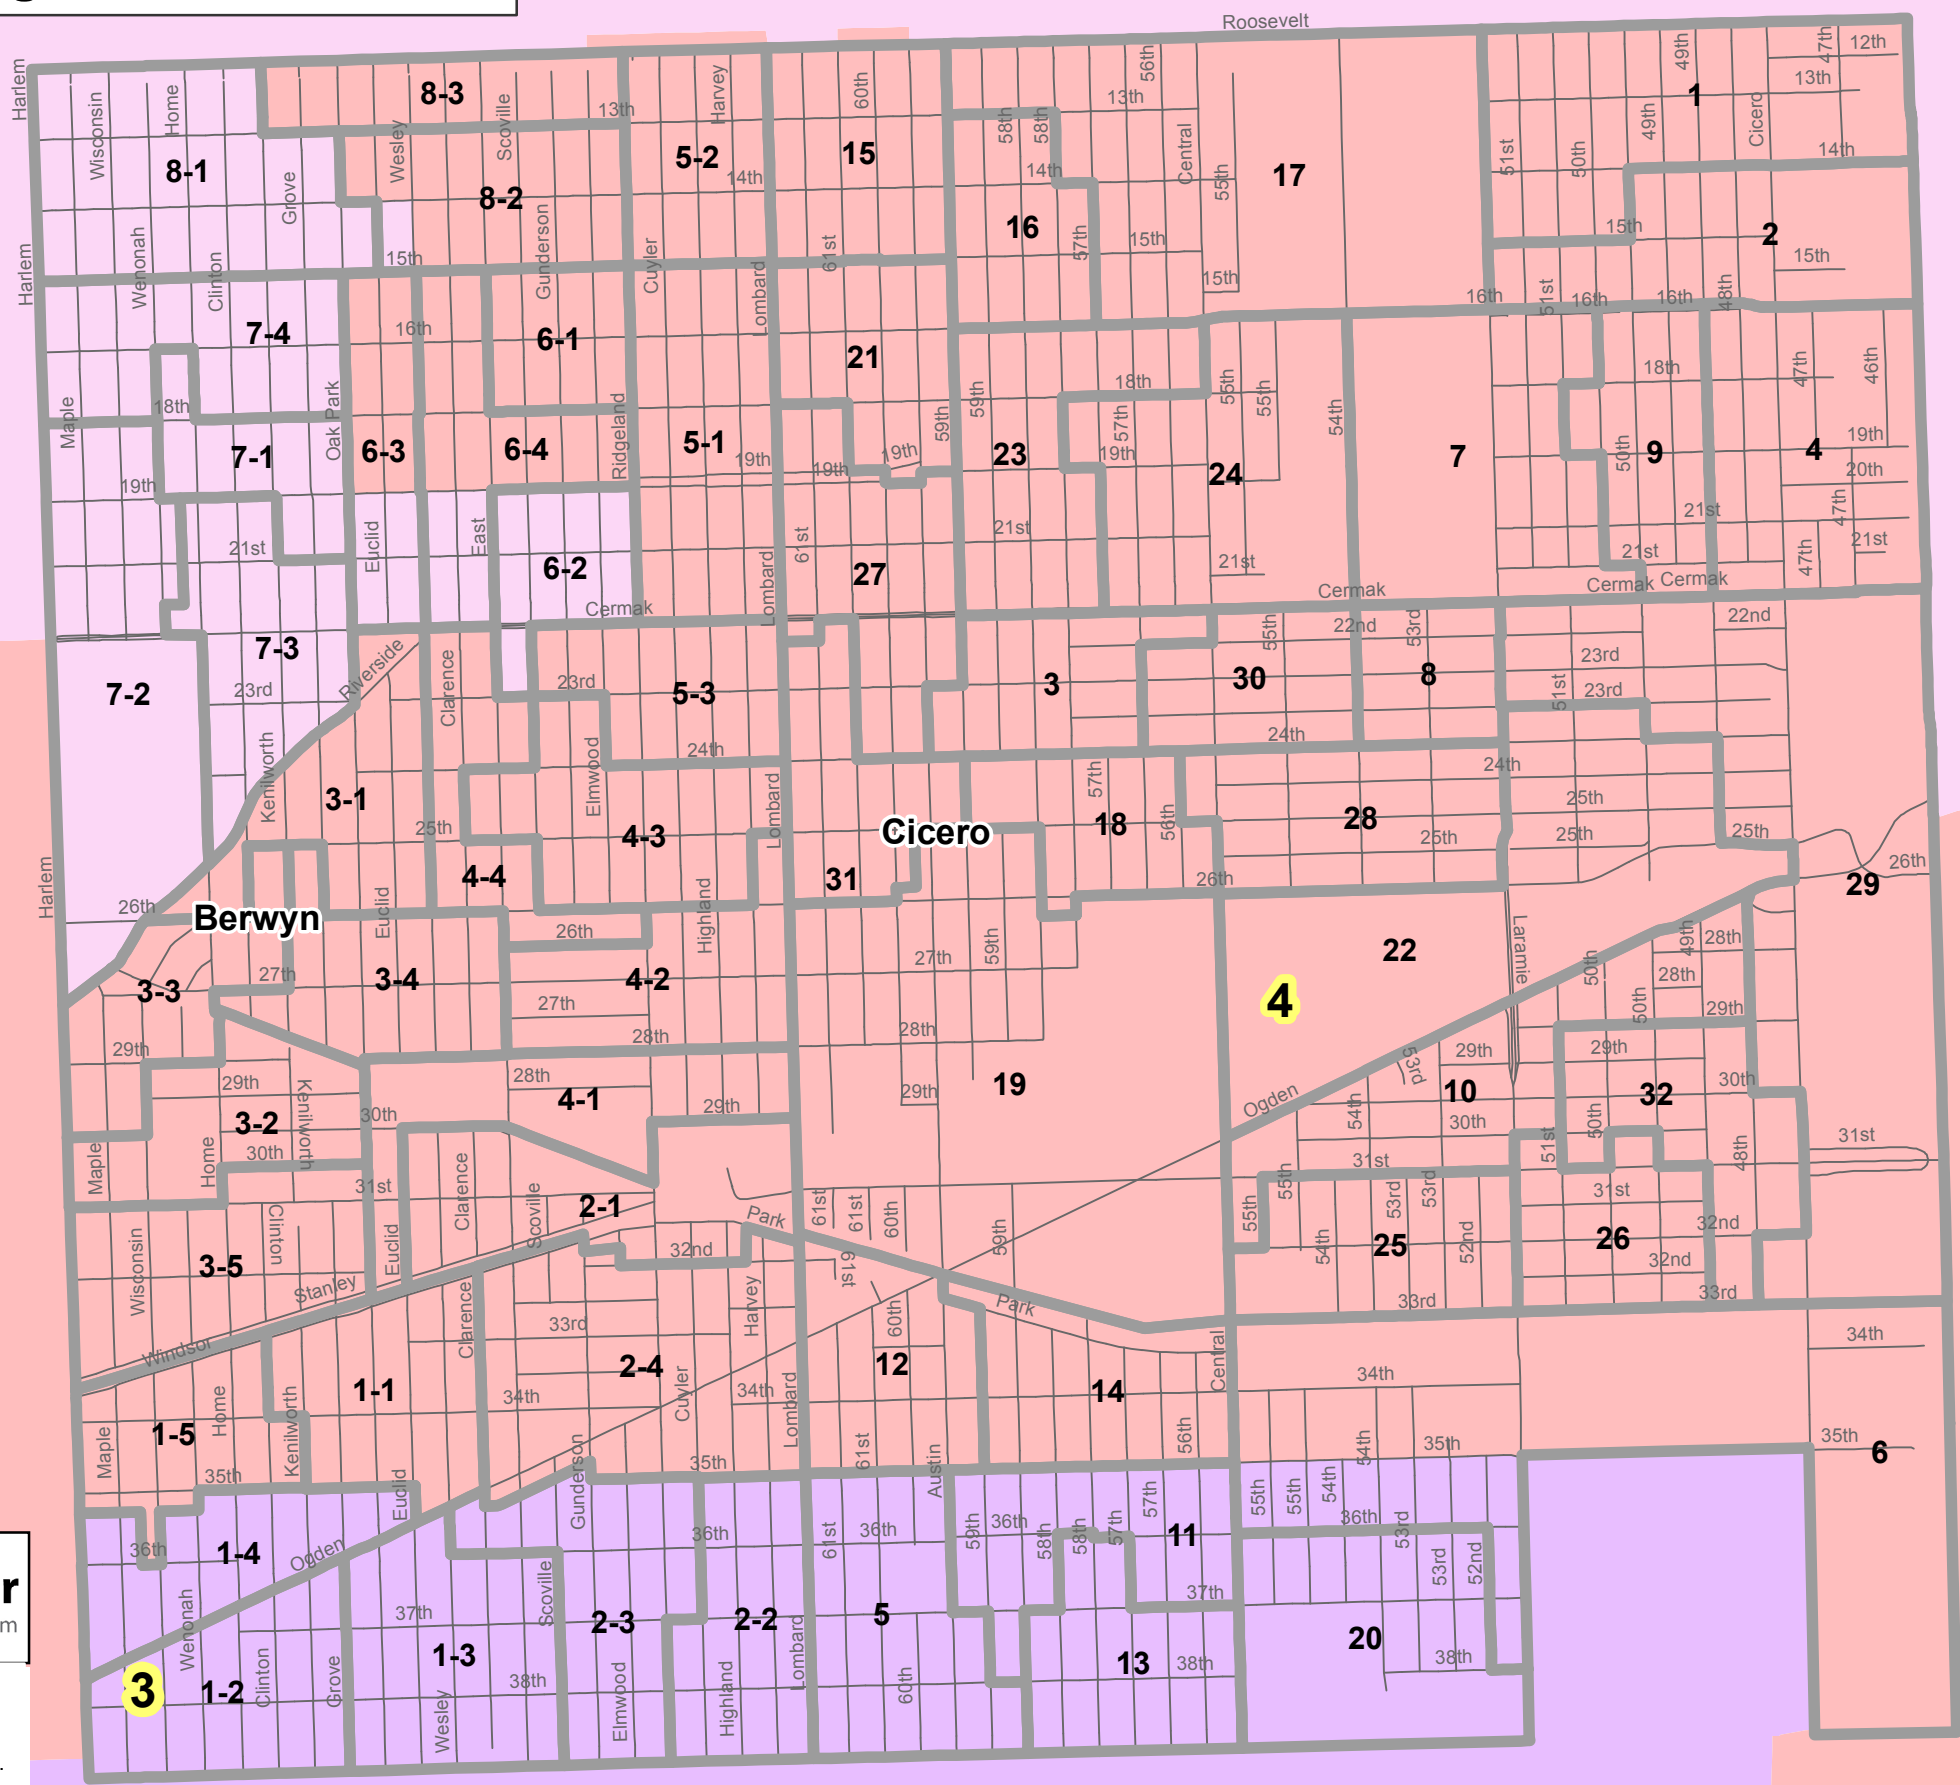 Roosevelt
Harlem
Wisconsin
Home
8-3
Wesley
Scoville
13th
Harvey
60th
58th
58th
56th
13th
49th
47th
12th
13th
1
8-1
Grove
8-2
5-2
14th
15
14th
Central
55th
17
51st
50th
49th
Cicero
14th
Harlem
Wenonah
Clinton
15th
Gunderson
Cuyler
Lombard
61st
16
57th
15th
15th
15th
2
15th
7-4
16th
6-1
21
16th
51st
16th
16th
48th
18th
Maple
Oak Park
Ridgeland
59th
59th
18th
57th
55th
55th
54th
18th
47th
46th
7-1
6-3
6-4
5-1
19th
19th
19th
23
19th
24
7
50th
9
4
19th
20th
19th
21st
Euclid
East
6-2
Lombard
61st
27
21st
21st
21st
21st
47th
47th
21st
Cermak
Cermak
Cermak
Cermak
7-3
Riverside
Clarence
23rd
5-3
3
55th
22nd
53rd
30
8
22nd
23rd
51st
23rd
7-2
23rd
Kenilworth
3-1
25th
Elmwood
24th
24th
24th
Lombard
4-3
Cicero
57th
18
56th
28
25th
25th
25th
25th
26th
Harlem
26th
Berwyn
4-4
Euclid
Highland
26th
31
26th
29
3-3
27th
3-4
4-2
27th
27th
59th
22
4
Laramie
50th
49th
28th
28th
50th
29th
29th
28th
28th
29th
3-2
Kenilworth
30th
28th
4-1
29th
29th
19
Ogden
53rd
29th
10
54th
30th
29th
32
50th
30th
Maple
Home
30th
31st
Clarence
Scoville
2-1
Park
61st
61st
60th
59th
31st
55th
55th
53rd
53rd
51st
31st
48th
31st
Wisconsin
Clinton
3-5
Euclid
Stanley
32nd
61st
54th
25
52nd
26
32nd
32nd
Windsor
Clarence
33rd
Harvey
60th
Park
Central
33rd
33rd
34th
1-1
2-4
Cuyler
34th
34th
Lombard
12
14
34th
Maple
1-5
Home
Kenilworth
35th
Euclid
Gunderson
35th
61st
Austin
56th
54th
35th
35th
6
36th
1-4
Ogden
36th
61st
36th
59th
36th
58th
58th
57th
57th
11
55th
55th
54th
36th
53rd
53rd
52nd
r
m
Wenonah
37th
Scoville
2-3
2-2
5
37th
20
3
1-2
Clinton
Grove
1-3
Wesley
38th
Elmwood
Highland
Lombard
60th
13
38th
38th